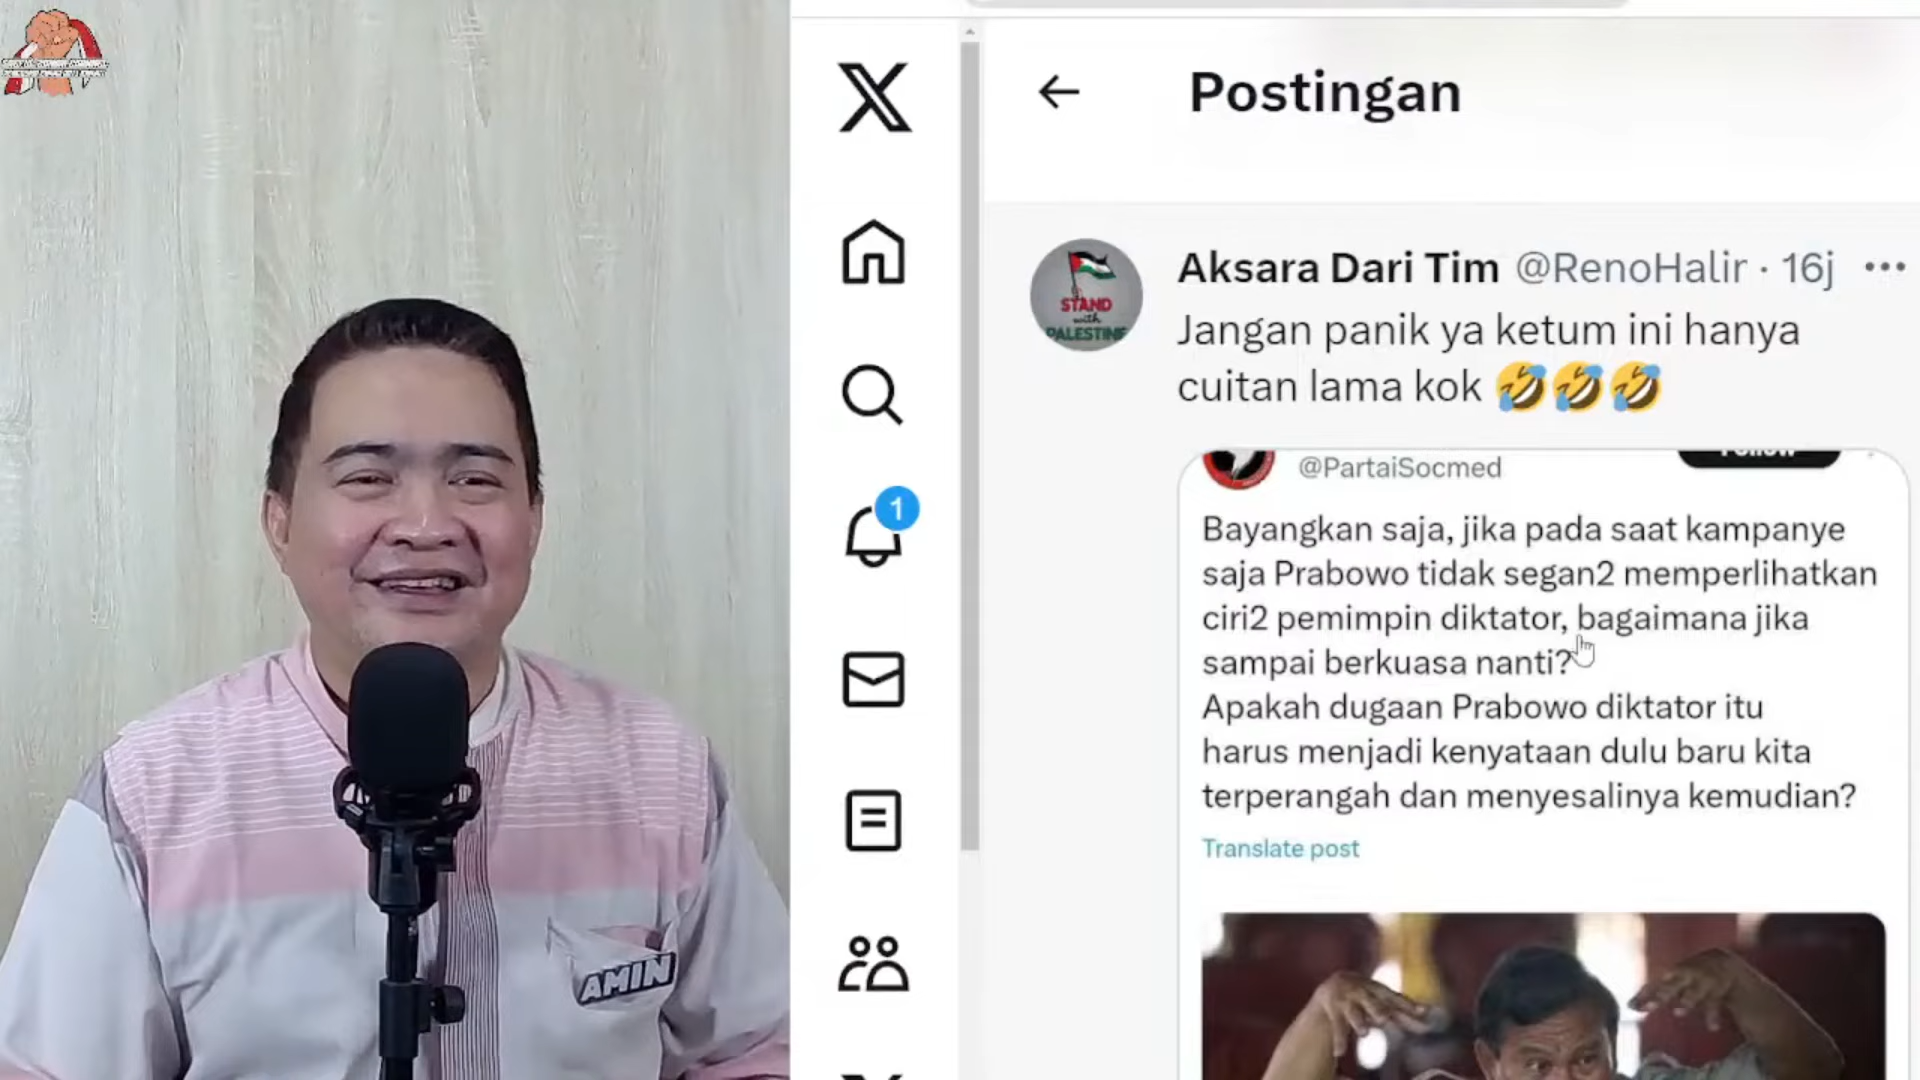 Postingan
Aksara Dari Tim @RenoHalir · 16j
Jangan panik ya ketum ini hanya
cuitan lama kok 🤣🤣🤣
STAND
with
PALESTINE
1
@PartaiSocmed
Bayangkan saja, jika pada saat kampanye
saja Prabowo tidak segan2 memperlihatkan
ciri2 pemimpin diktator, bagaimana jika
sampai berkuasa nanti?
Apakah dugaan Prabowo diktator itu
harus menjadi kenyataan dulu baru kita
terperangah dan menyesalinya kemudian?
Translate post
AMIN